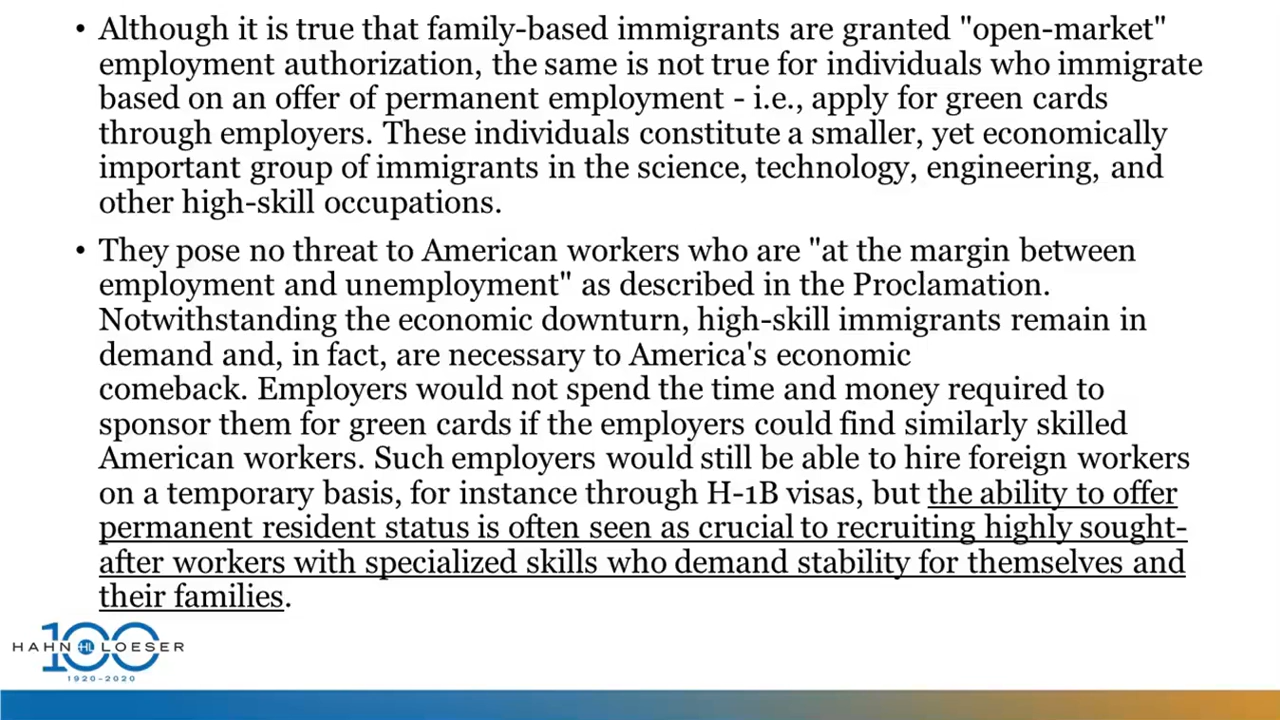 • Although it is true that family-based immigrants are granted "open-market"
employment authorization, the same is not true for individuals who immigrate
based on an offer of permanent employment - i.e., apply for green cards
through employers. These individuals constitute a smaller, yet economically
important group of immigrants in the science, technology, engineering, and
other high-skill occupations.
• They pose no threat to American workers who are "at the margin between
employment and unemployment" as described in the Proclamation.
Notwithstanding the economic downturn, high-skill immigrants remain in
demand and, in fact, are necessary to America's economic
comeback. Employers would not spend the time and money required to
sponsor them for green cards if the employers could find similarly skilled
American workers. Such employers would still be able to hire foreign workers
on a temporary basis, for instance through H-1B visas, but the ability to offer
permanent resident status is often seen as crucial to recruiting highly sought-
after workers with specialized skills who demand stability for themselves and
their families.
100
HAHN HL LOESER
1920-2020